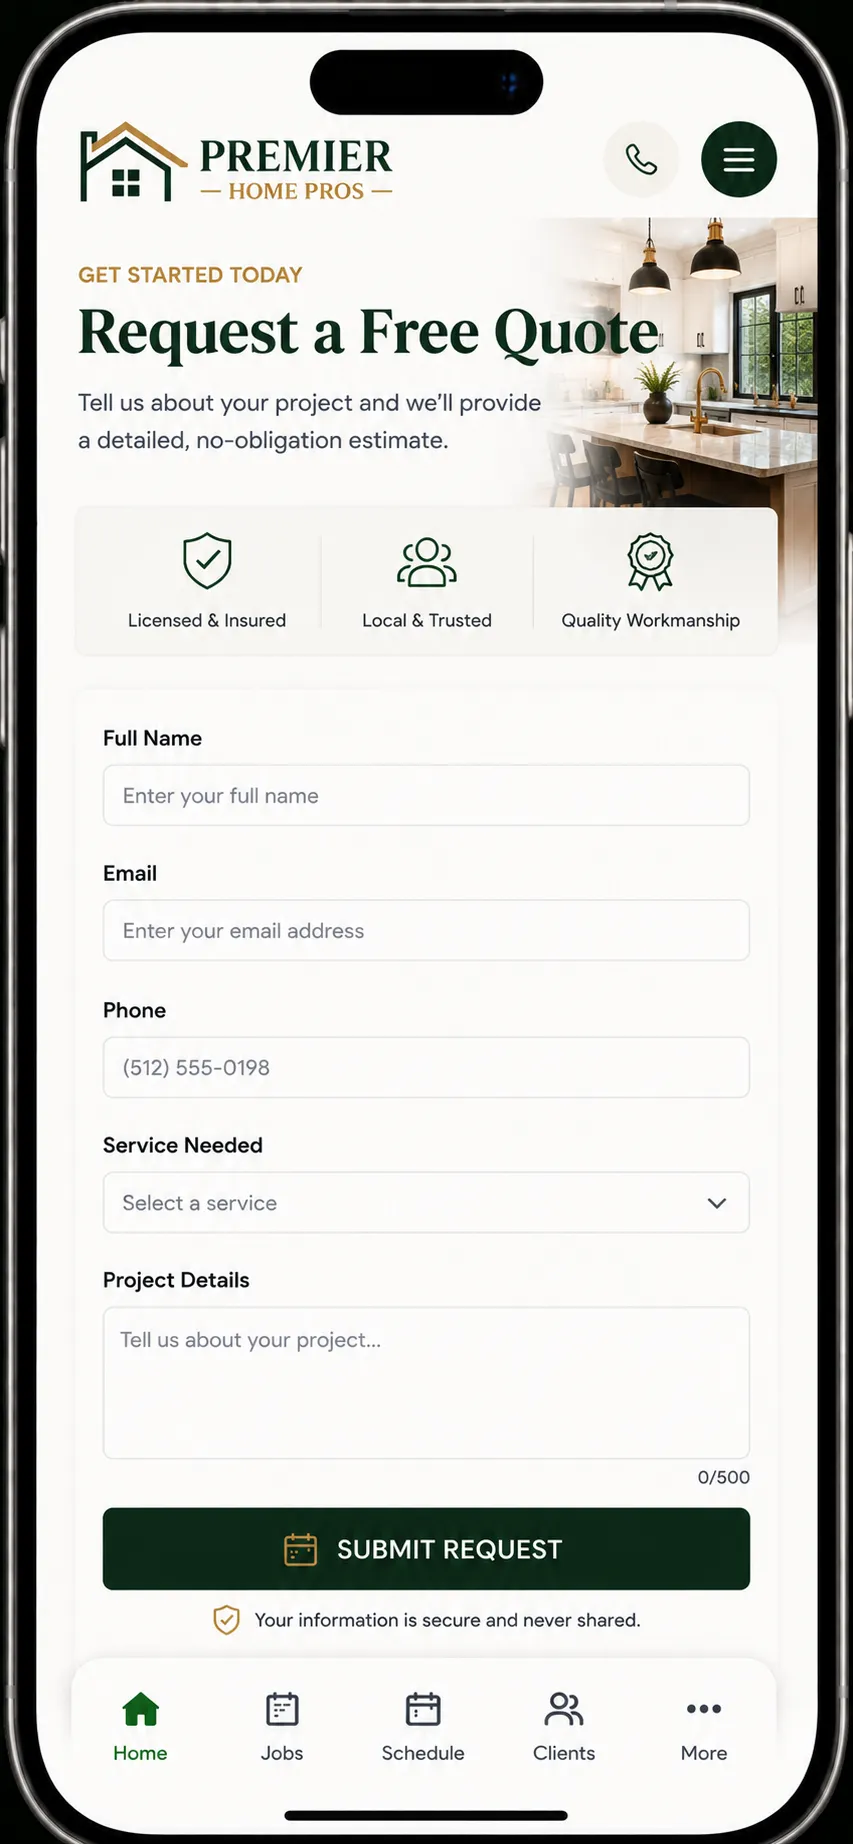 PREMIER
HOME PROS
GET STARTED TODAY
Request a Free Quote
Tell us about your project and we'll provide
a detailed, no-obligation estimate.
Licensed & Insured
Local & Trusted
Quality Workmanship
Full Name
Enter your full name
Email
Enter your email address
Phone
(512) 555-0198
Service Needed
Select a service
Project Details
Tell us about your project...
0/500
SUBMIT REQUEST
Your information is secure and never shared.
Home
Jobs
Schedule
Clients
More